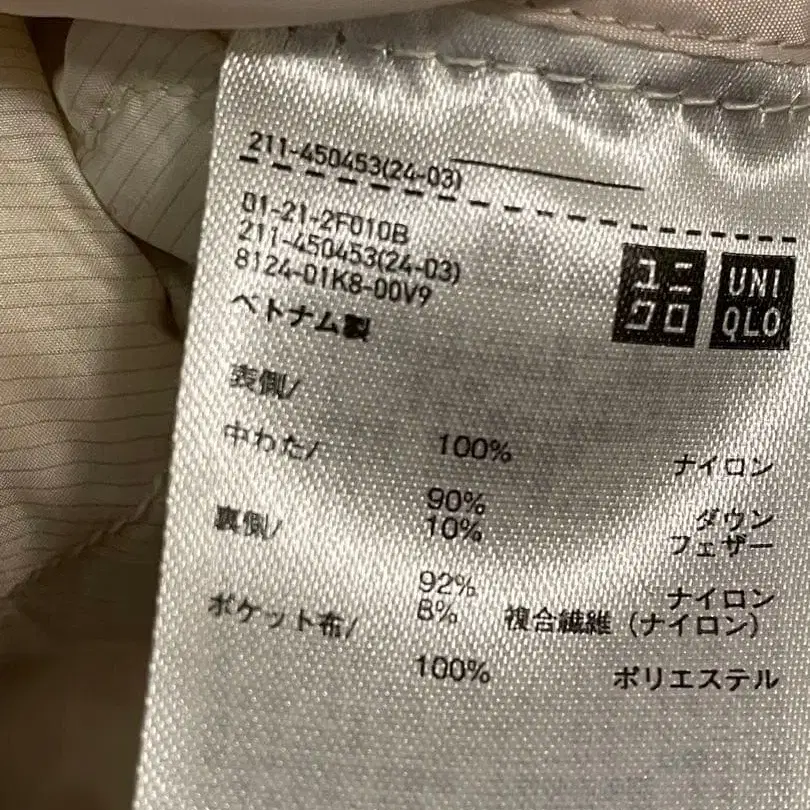 211-450453(24-03)
01-21-2F010B
211-450453(24-03)
8124-01K8-00V9
ベトナム製
ユニクロ
UNIQLO
表側/
100% ナイロン
中わた/
90% ダウン
10% フェザー
裏側/
92% ナイロン
8% 複合繊維(ナイロン)
ポケット布/
100% ポリエステル